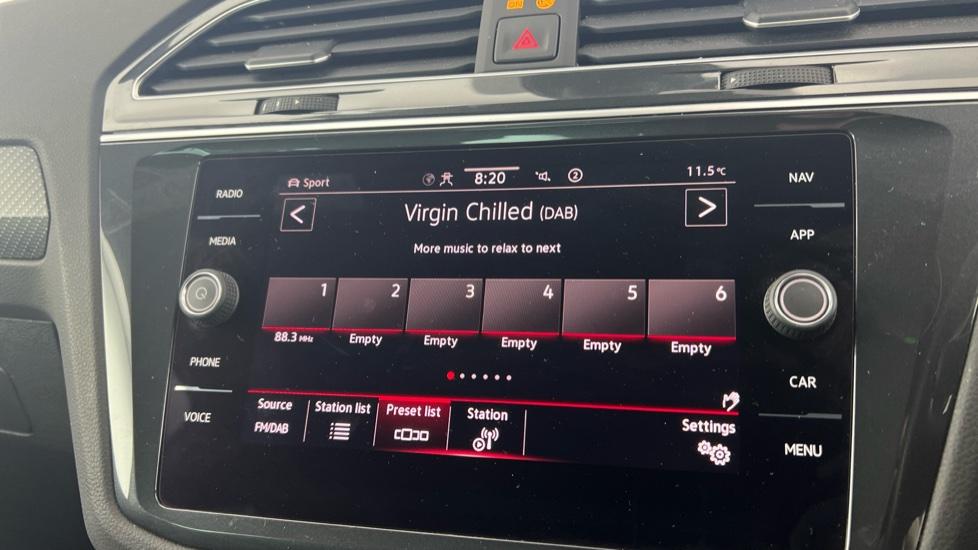 Sport
8:20
2
11.5°C
Virgin Chilled (DAB)
More music to relax to next
1
2
3
4
5
6
88.3 MHz
Empty
Empty
Empty
Empty
Empty
Source
FM/DAB
Station list
Preset list
Station
Settings
RADIO
MEDIA
PHONE
VOICE
NAV
APP
CAR
MENU